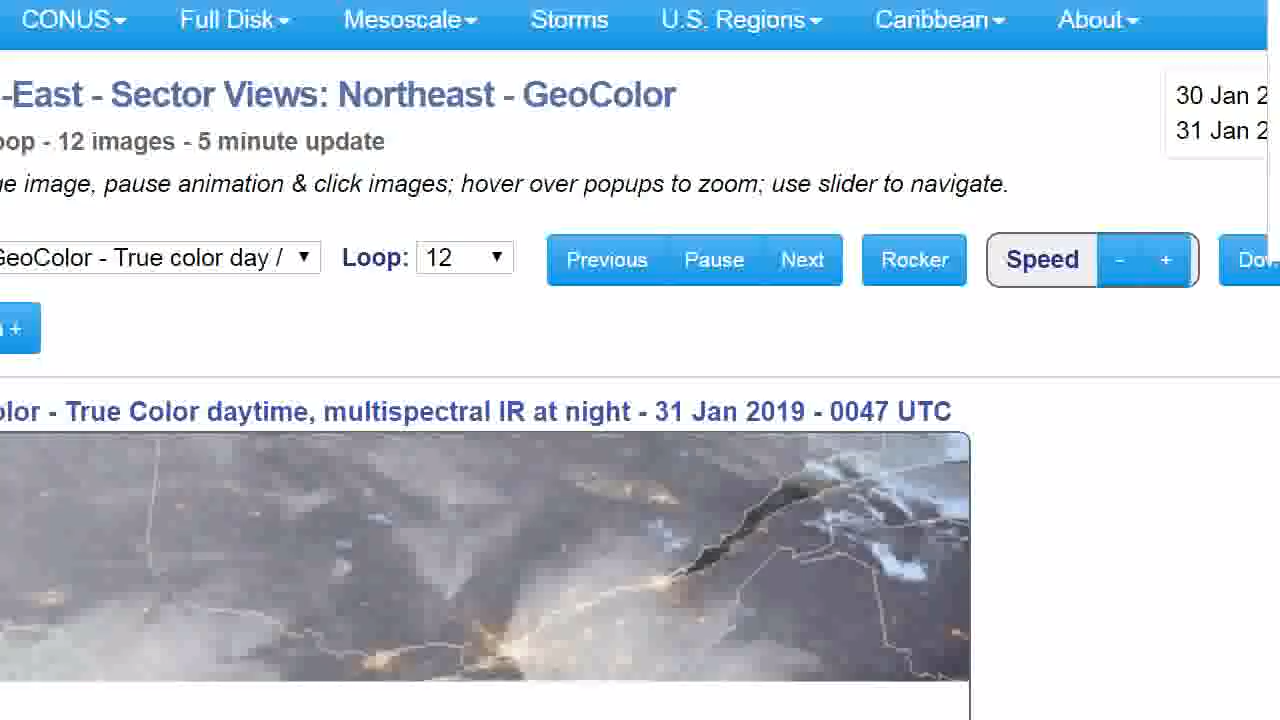 CONUS Full Disk Mesoscale Storms U.S. Regions Caribbean About
-East - Sector Views: Northeast - GeoColor
30 Jan 2
oop - 12 images - 5 minute update
31 Jan 2
ge image, pause animation & click images; hover over popups to zoom; use slider to navigate.
GeoColor - True color day / Loop: 12 Previous Pause Next Rocker Speed - + Dow
+
olor - True Color daytime, multispectral IR at night - 31 Jan 2019 - 0047 UTC